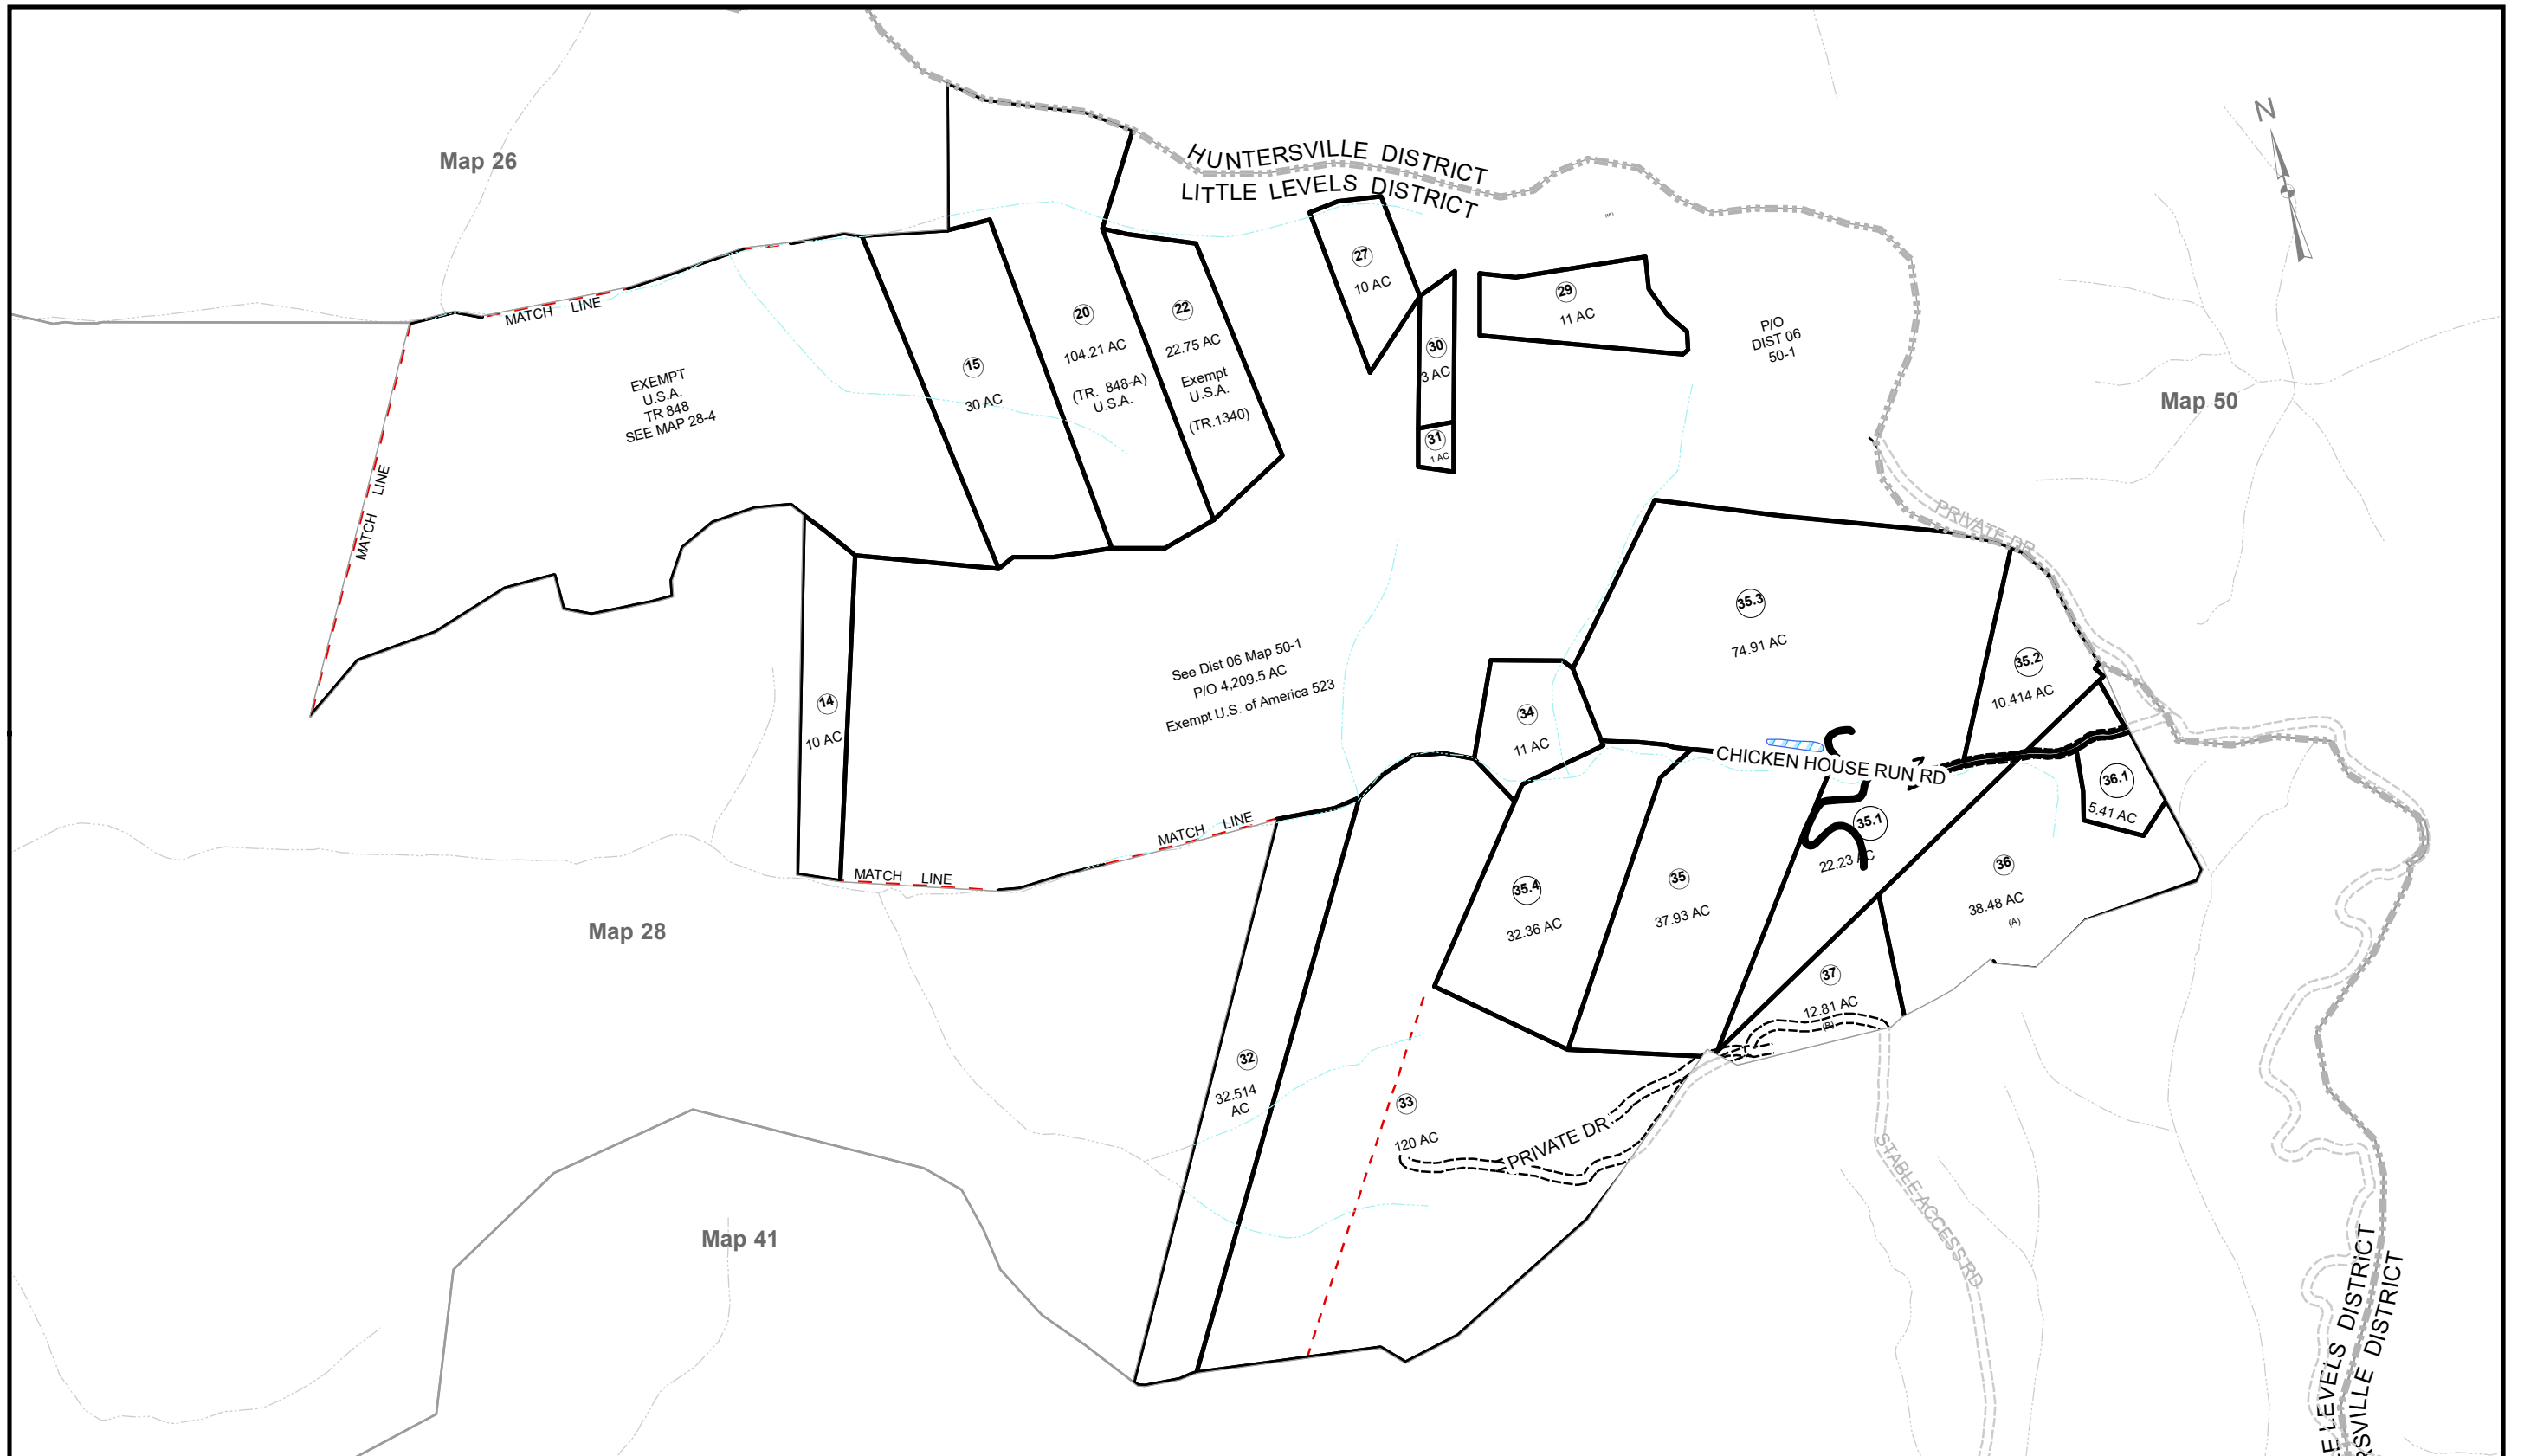 N
HUNTERSVILLE DISTRICT
LITTLE LEVELS DISTRICT
Map 26
MATCH LINE
MATCH LINE
EXEMPT
U.S.A.
TR 848
SEE MAP 28-4
15
30 AC
20
104.21 AC
(TR. 848-A)
U.S.A.
22
22.75 AC
Exempt
U.S.A.
(TR.1340)
27
10 AC
30
3 AC
31
1 AC
29
11 AC
P/O
DIST 06
50-1
Map 50
PRIVATE DR
14
10 AC
See Dist 06 Map 50-1
P/O 4,209.5 AC
Exempt U.S. of America 523
34
11 AC
35.3
74.91 AC
35.2
10.414 AC
CHICKEN HOUSE RUN RD
36.1
5.41 AC
35.1
22.23 AC
36
38.48 AC
(A)
35.4
32.36 AC
35
37.93 AC
37
12.81 AC
(B)
MATCH LINE
MATCH LINE
Map 28
32
32.514
AC
33
120 AC
PRIVATE DR
STABLE ACCESS RD
Map 41
E LEVELS DISTRICT
RSVILLE DISTRICT